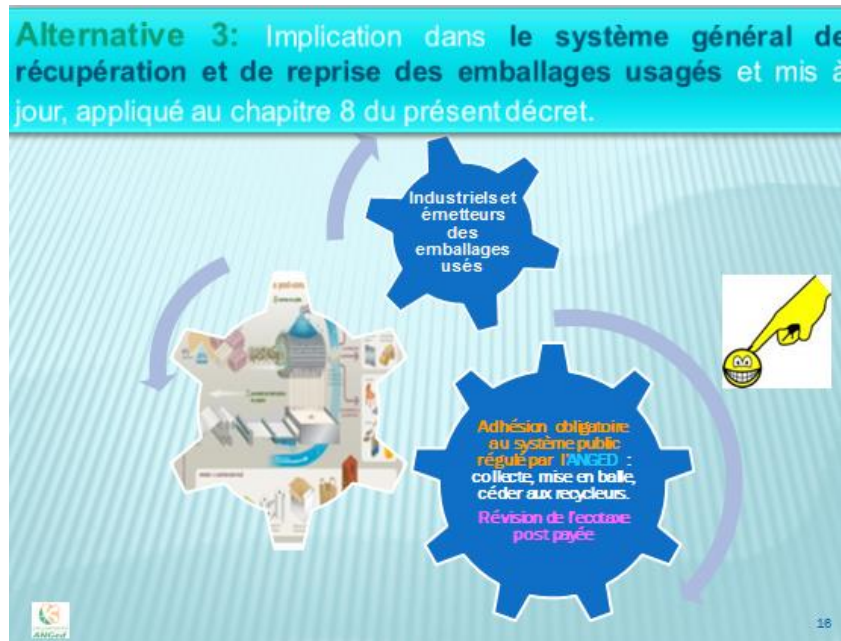 Alternative 3: Implication dans le système général de
récupération et de reprise des emballages usagés et mis à
jour, appliqué au chapitre 8 du présent décret.
Industriels et
émetteurs
des
emballages
usés
Adhésion obligatoire
au système public
régulé par l'ANGED :
collecte, mise en balle,
céder aux recycleurs.
Révision de l'ecotaxe
post payée
ANGed
16